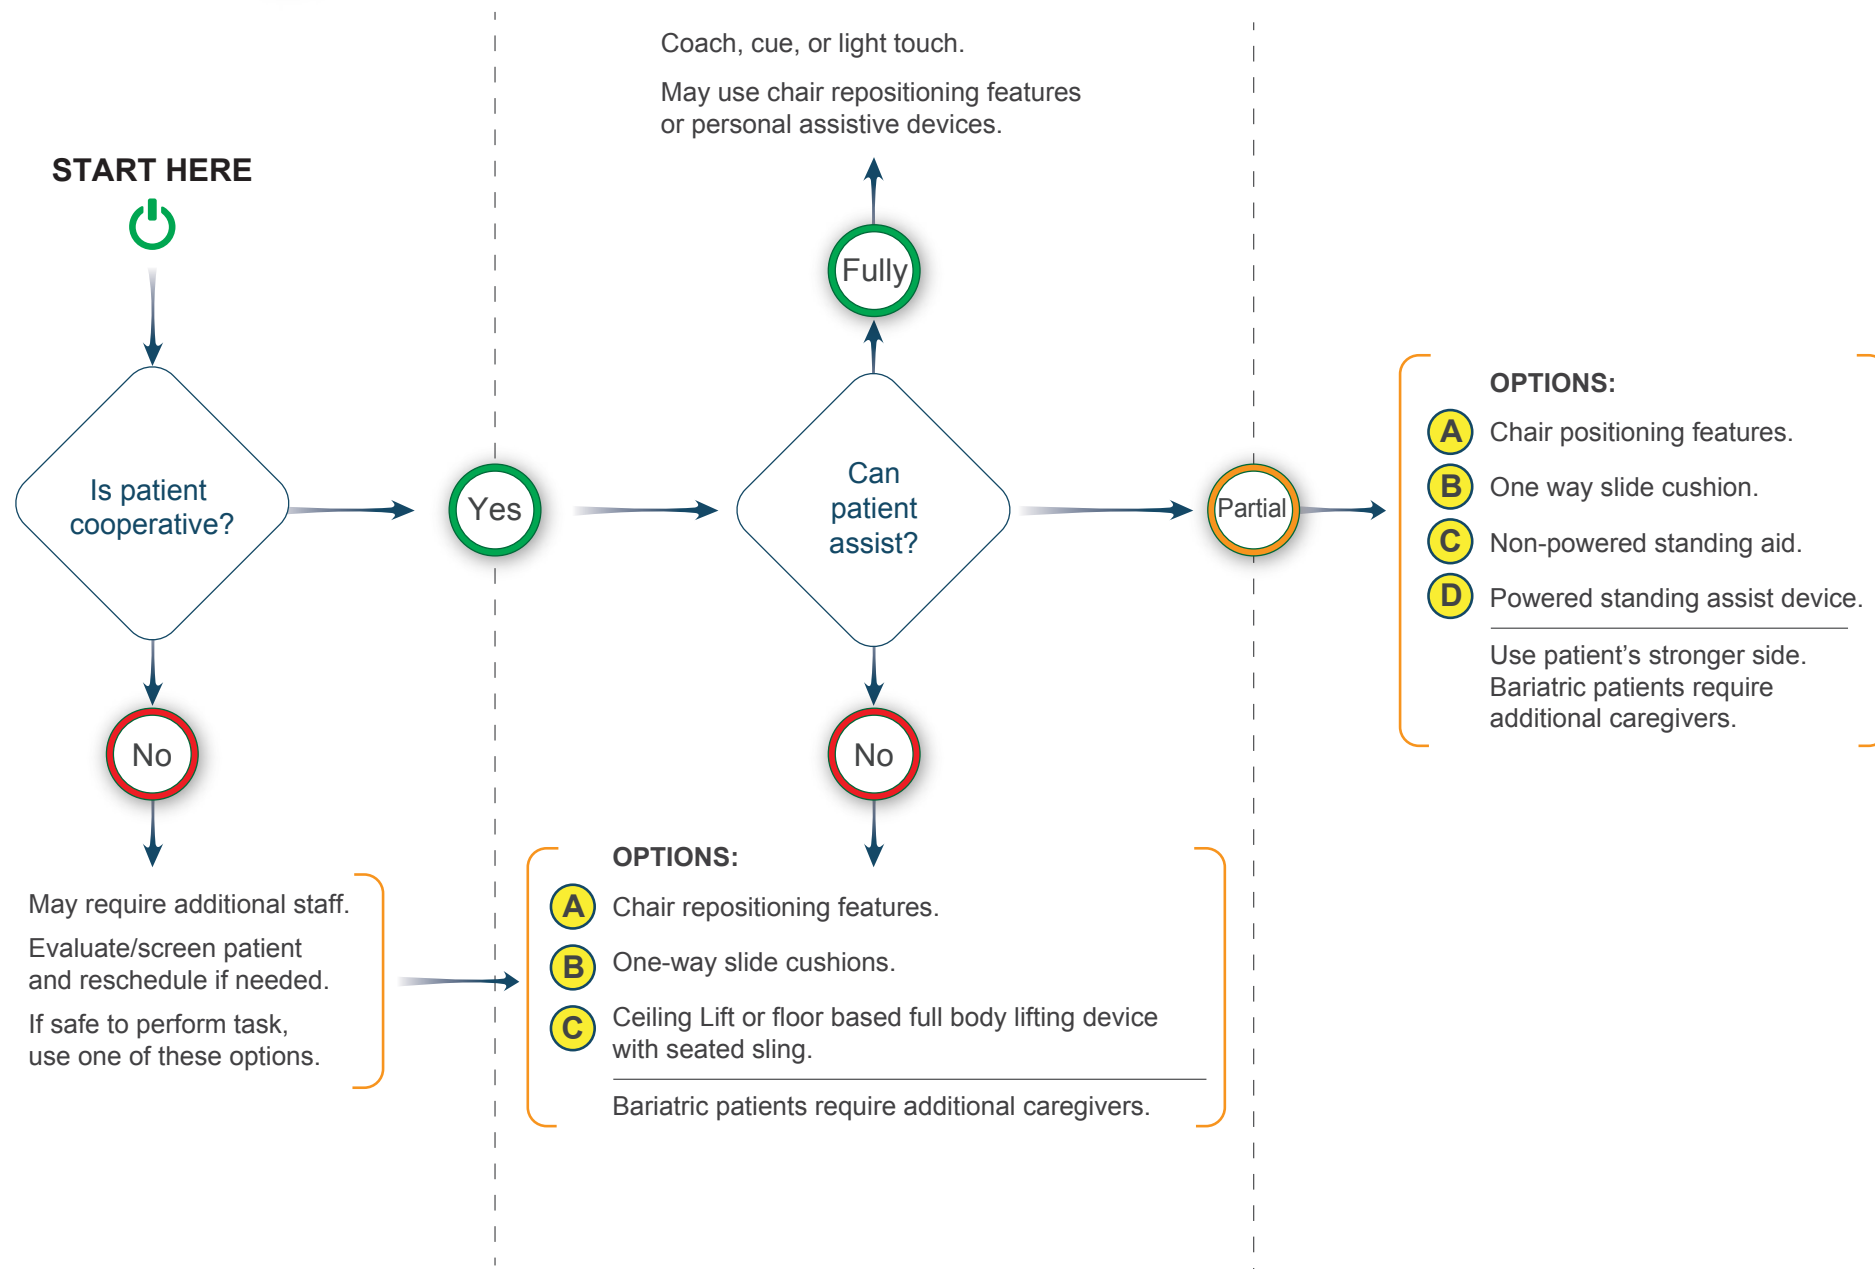 START HERE
Is patient
cooperative?
No
May require additional staff.
Evaluate/screen patient
and reschedule if needed.
If safe to perform task,
use one of these options.
Yes
Coach, cue, or light touch.
May use chair repositioning features
or personal assistive devices.
Fully
Can
patient
assist?
No
OPTIONS:
A Chair repositioning features.
B One-way slide cushions.
C Ceiling Lift or floor based full body lifting device
with seated sling.
Bariatric patients require additional caregivers.
Partial
OPTIONS:
A Chair positioning features.
B One way slide cushion.
C Non-powered standing aid.
D Powered standing assist device.
Use patient’s stronger side.
Bariatric patients require
additional caregivers.